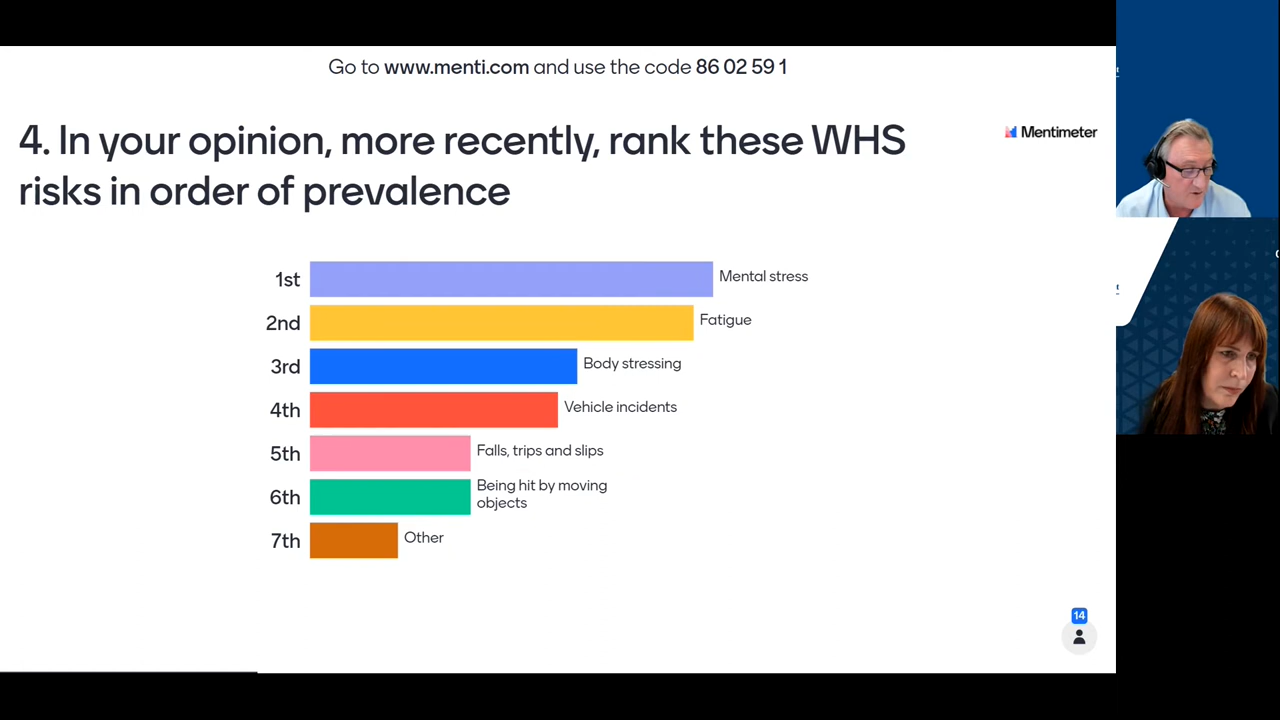 Go to www.menti.com and use the code 86 02 59 1
4. In your opinion, more recently, rank these WHS
risks in order of prevalence
Mentimeter
1st Mental stress
2nd Fatigue
3rd Body stressing
4th Vehicle incidents
5th Falls, trips and slips
6th Being hit by moving
objects
7th Other
14